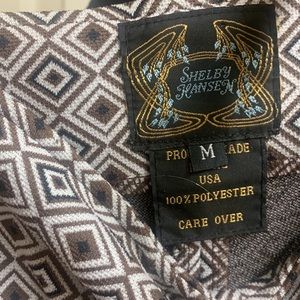 SHELBY
HANSEN
M
PRO ADE
USA
100% POLYESTER
CARE OVER